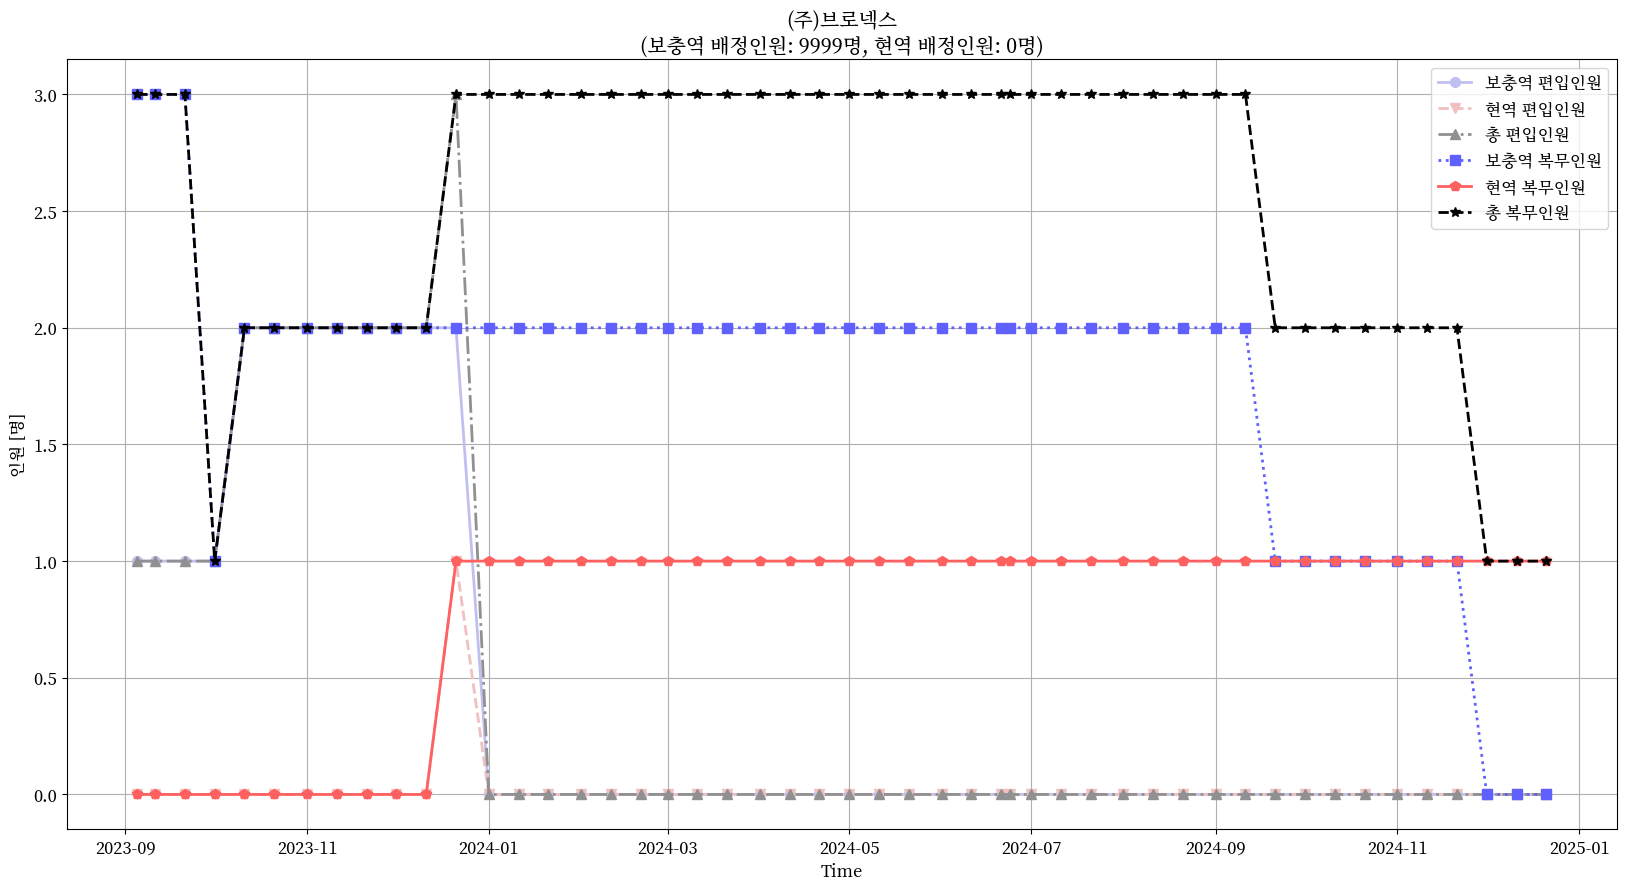 (주)브로넥스
(보충역 배정인원: 9999명, 현역 배정인원: 0명)
보충역 편입인원
현역 편입인원
총 편입인원
보충역 복무인원
현역 복무인원
총 복무인원
인원 [명]
3.0
2.5
2.0
1.5
1.0
0.5
0.0
2023-09
2023-11
2024-01
2024-03
2024-05
2024-07
2024-09
2024-11
2025-01
Time